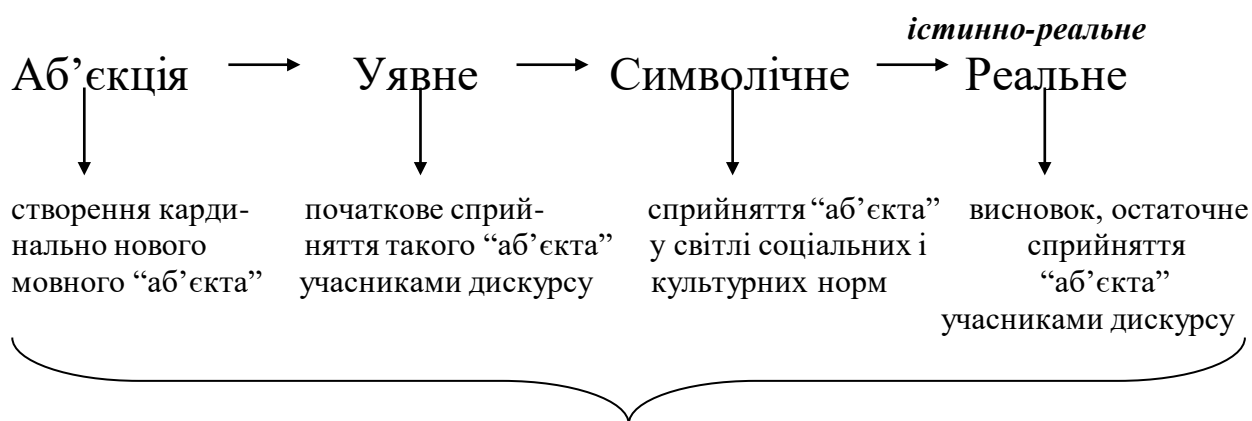 істинно-реальне
Аб’єкція Уявне Символічне Реальне
створення карди-
нально нового
мовного “аб’єкта”
початкове сприй-
няття такого “аб’єкта”
учасниками дискурсу
сприйняття “аб’єкта”
у світлі соціальних і
культурних норм
висновок, остаточне
сприйняття
“аб’єкта”
учасниками дискурсу